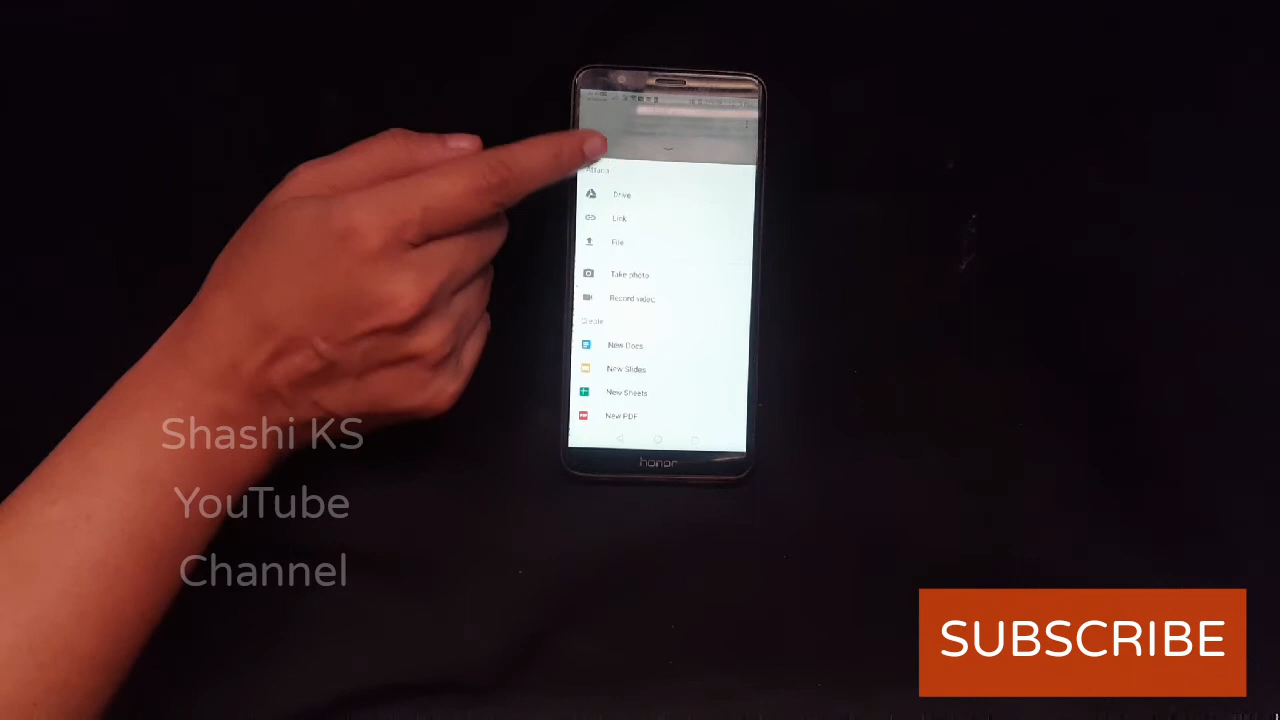 Attach
Drive
Link
File
Take photo
Record video
Create
New Docs
New Slides
New Sheets
New PDF
honor
Shashi KS
YouTube
Channel
SUBSCRIBE